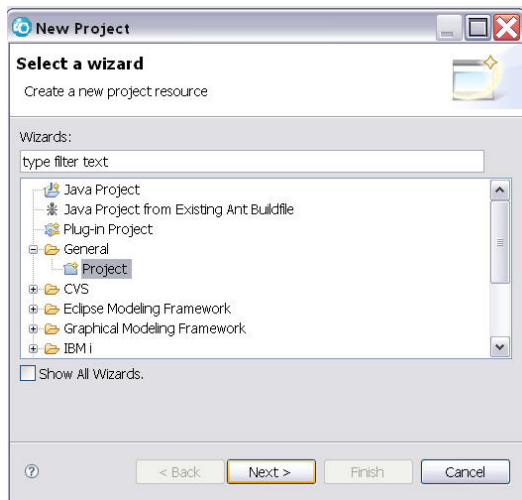 New Project
Select a wizard
Create a new project resource
Wizards:
type filter text
Java Project
Java Project from Existing Ant Buildfile
Plug-in Project
General
Project
CVS
Eclipse Modeling Framework
Graphical Modeling Framework
IBM i
Show All Wizards.
? < Back Next > Finish Cancel